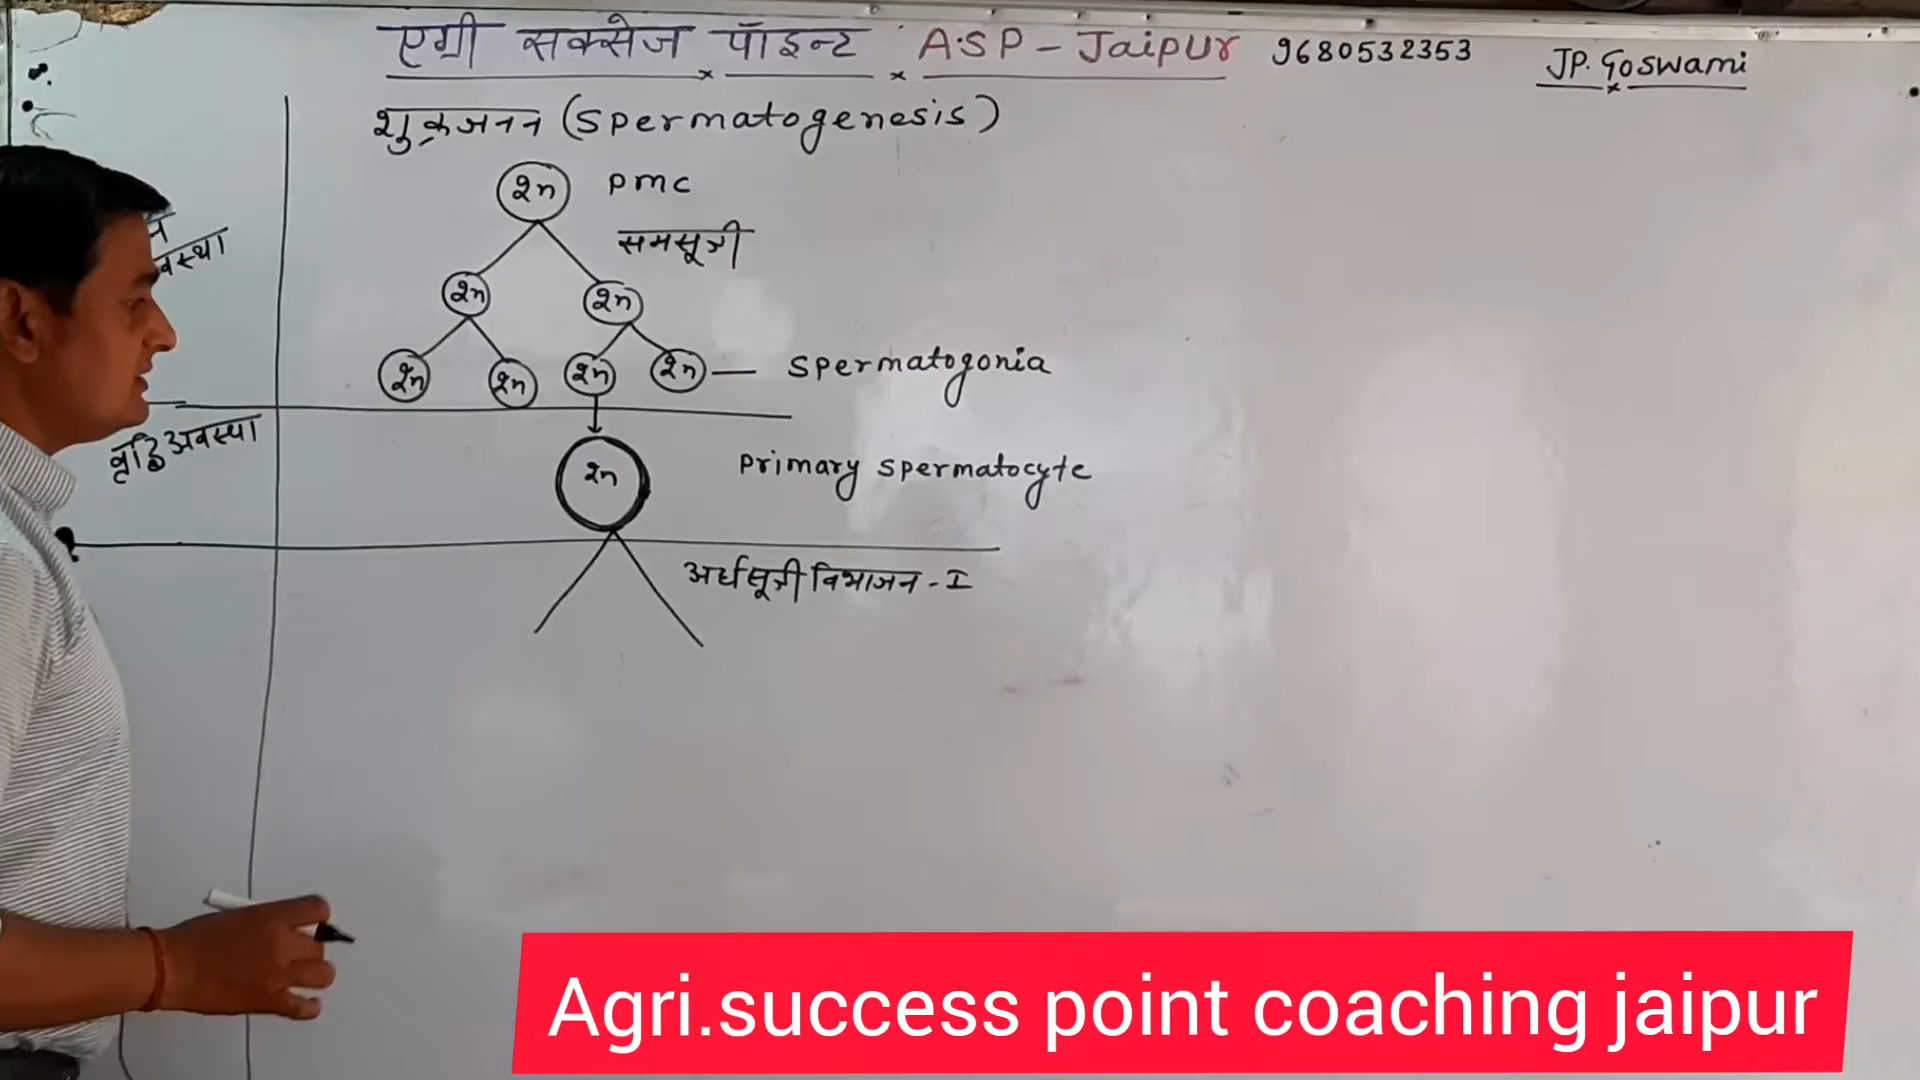 एग्री सक्सेज पॉइन्ट A.S.P - Jaipur 9680532353 JP. Goswami
शुक्रजनन (Spermatogenesis)
2n PMC
समसूत्री
2n 2n
2n 2n 2n 2n — Spermatogonia
वृद्धि अवस्था
2n Primary spermatocyte
अर्धसूत्री विभाजन - I
Agri.success point coaching jaipur